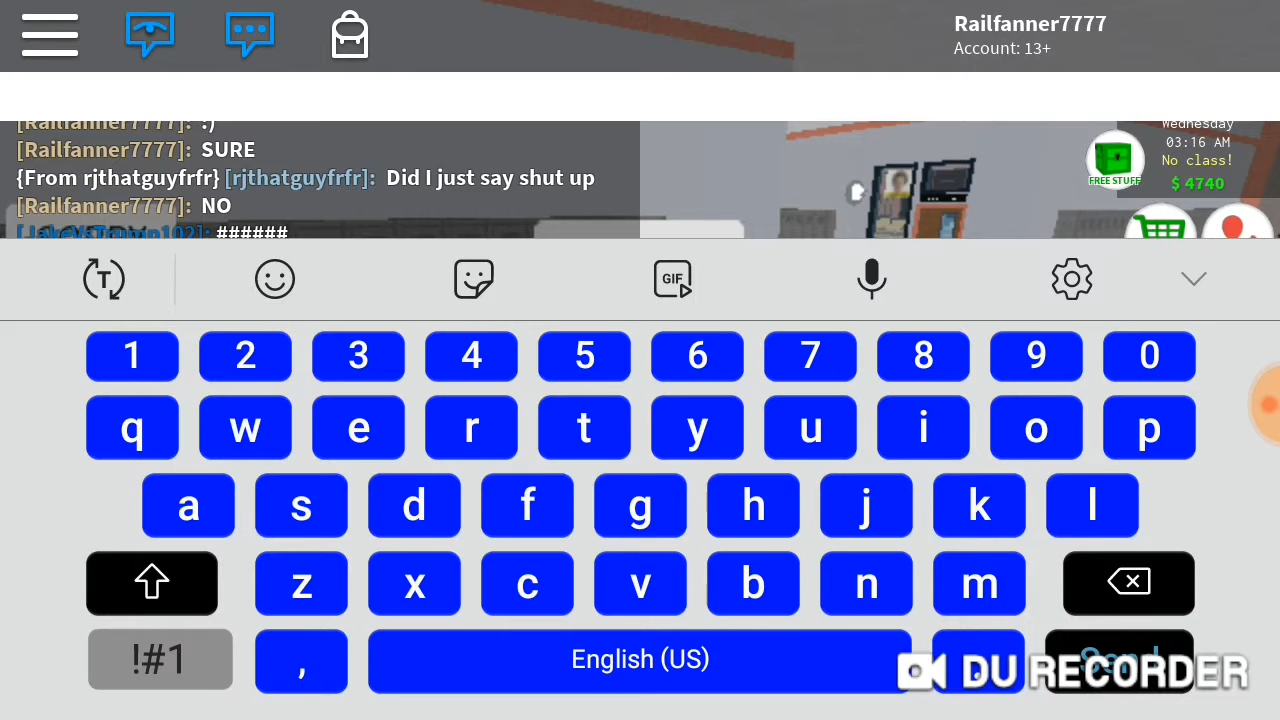 Railfanner7777
Account: 13+
[Railfanner7777]: :)
[Railfanner7777]: SURE
{From rjthatguyfrfr} [rjthatguyfrfr]: Did I just say shut up
[Railfanner7777]: NO
######
Wednesday
03:16 AM
No class!
$ 4740
FREE STUFF
T
GIF
1 2 3 4 5 6 7 8 9 0
q w e r t y u i o p
a s d f g h j k l
z x c v b n m
!#1 , English (US) . Send
DU RECORDER